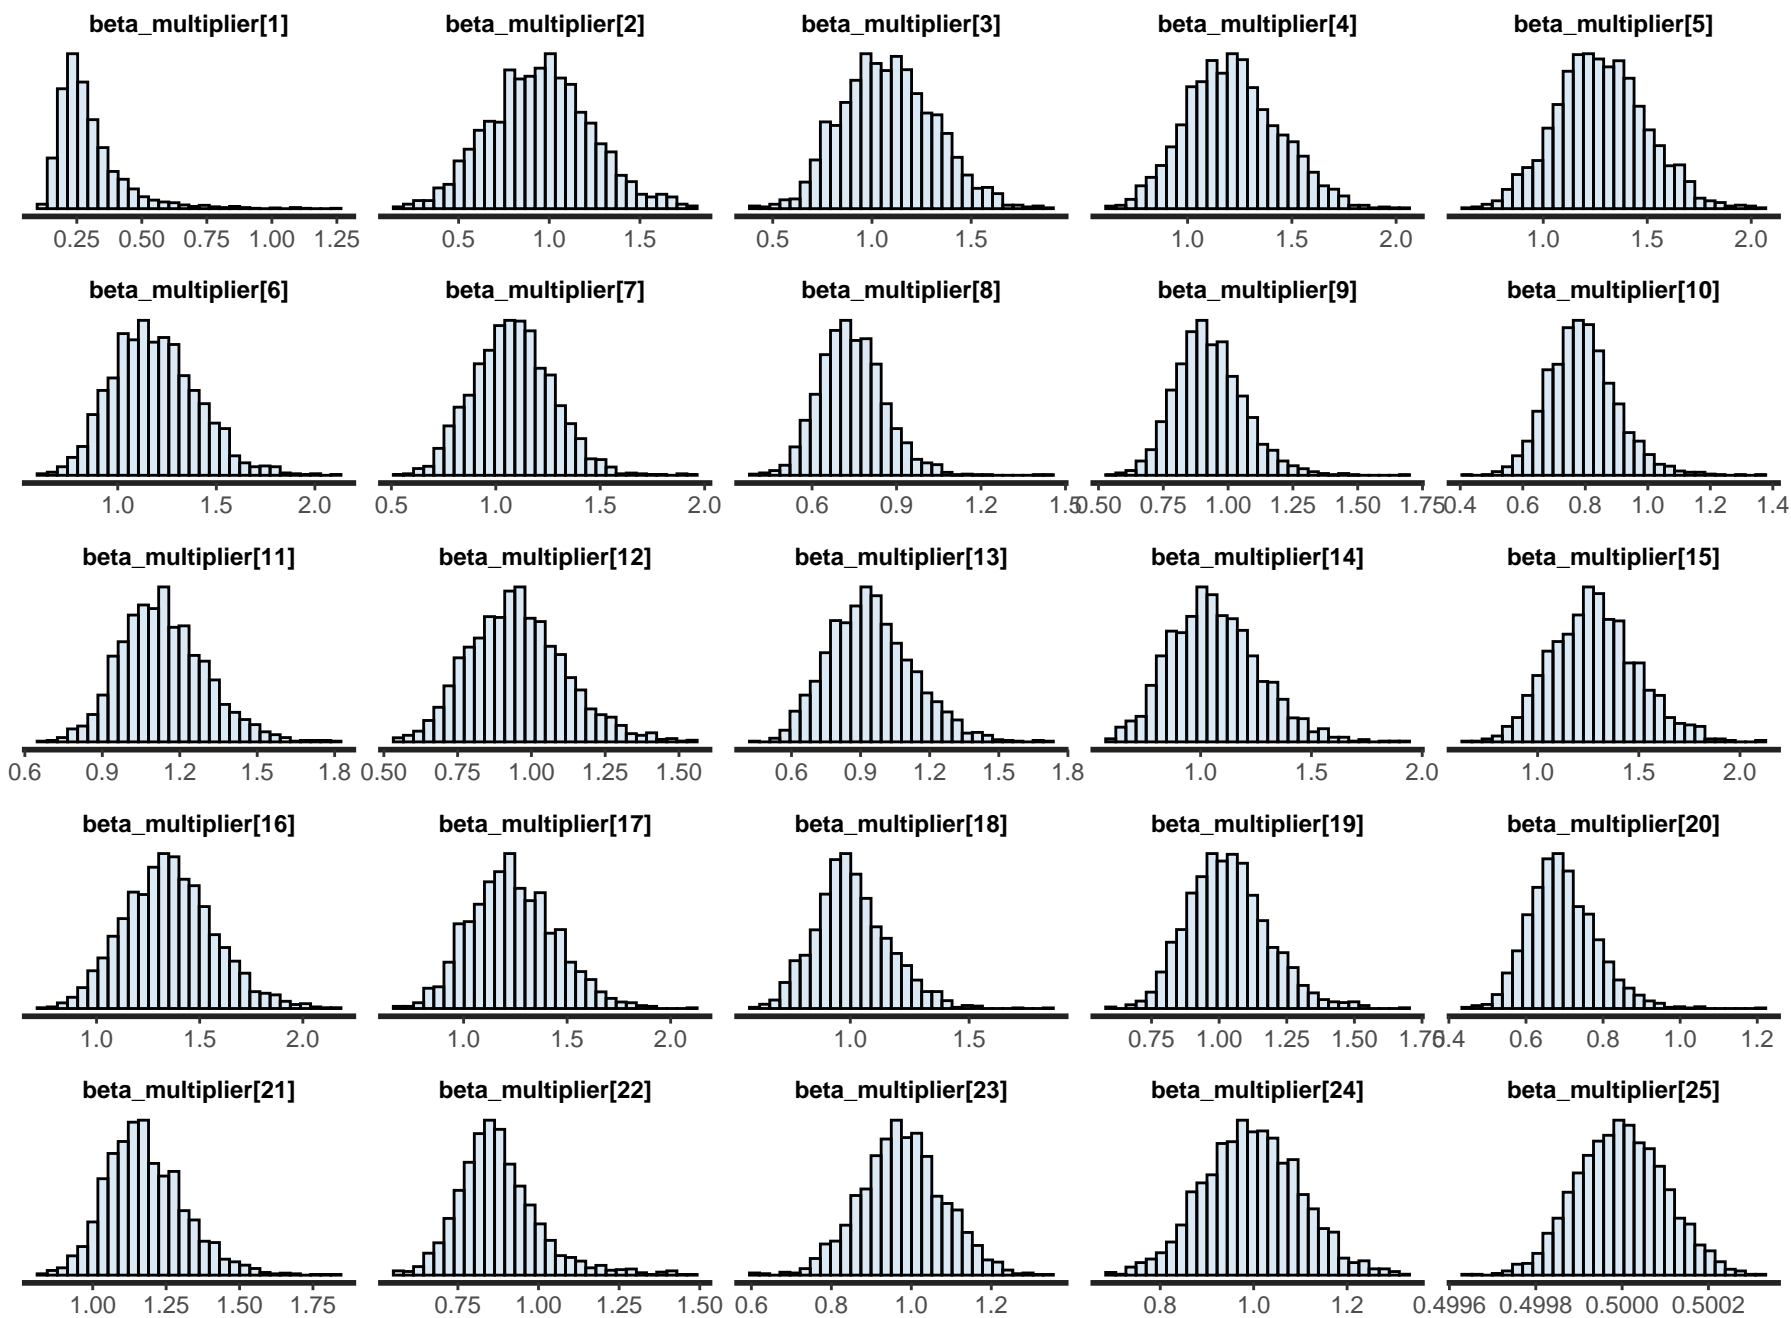 beta_multiplier[1] beta_multiplier[2] beta_multiplier[3] beta_multiplier[4] beta_multiplier[5]
0.25 0.50 0.75 1.00 1.25 0.5 1.0 1.5 0.5 1.0 1.5 1.0 1.5 2.0 1.0 1.5 2.0
beta_multiplier[6] beta_multiplier[7] beta_multiplier[8] beta_multiplier[9] beta_multiplier[10]
1.0 1.5 2.0 0.5 1.0 1.5 2.0 0.6 0.9 1.2 1.5 0.50 0.75 1.00 1.25 1.50 1.75 0.4 0.6 0.8 1.0 1.2 1.4
beta_multiplier[11] beta_multiplier[12] beta_multiplier[13] beta_multiplier[14] beta_multiplier[15]
0.6 0.9 1.2 1.5 1.8 0.50 0.75 1.00 1.25 1.50 0.6 0.9 1.2 1.5 1.8 1.0 1.5 2.0 1.0 1.5 2.0
beta_multiplier[16] beta_multiplier[17] beta_multiplier[18] beta_multiplier[19] beta_multiplier[20]
1.0 1.5 2.0 1.0 1.5 2.0 1.0 1.5 0.75 1.00 1.25 1.50 1.75 0.4 0.6 0.8 1.0 1.2
beta_multiplier[21] beta_multiplier[22] beta_multiplier[23] beta_multiplier[24] beta_multiplier[25]
1.00 1.25 1.50 1.75 0.75 1.00 1.25 1.50 0.6 0.8 1.0 1.2 0.8 1.0 1.2 0.4996 0.4998 0.5000 0.5002